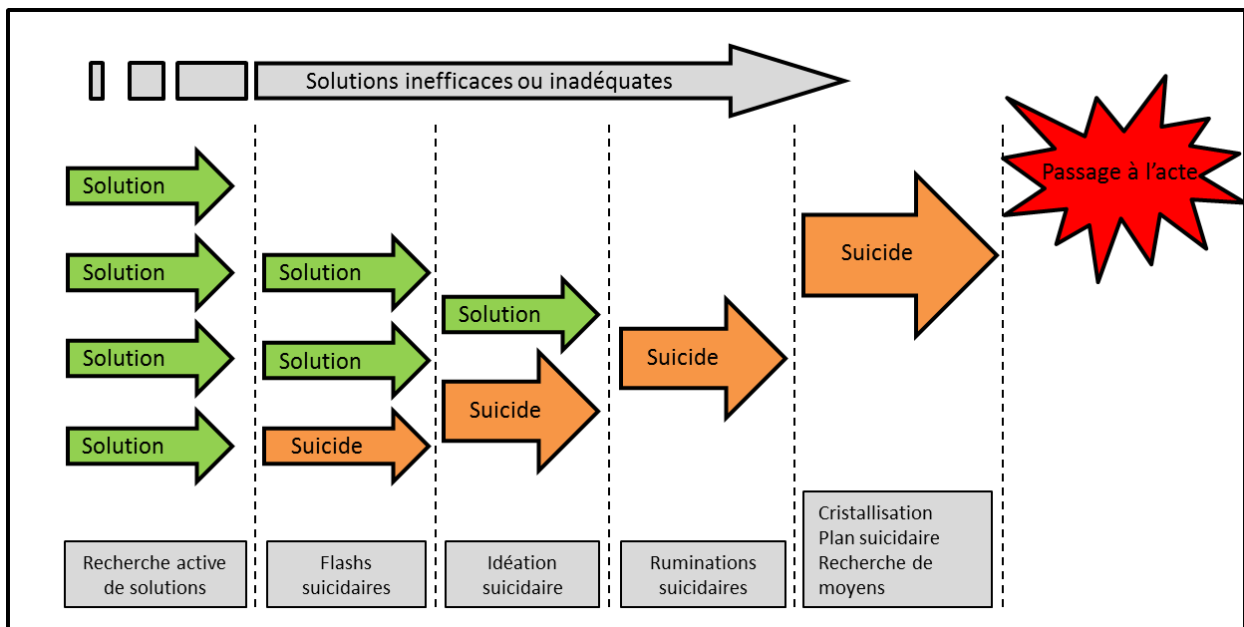 Solutions inefficaces ou inadéquates
Passage à l'acte
Solution
Solution
Solution
Solution
Solution
Solution
Suicide
Solution
Suicide
Suicide
Suicide
Recherche active
de solutions
Flashs
suicidaires
Idéation
suicidaire
Ruminations
suicidaires
Cristallisation
Plan suicidaire
Recherche de
moyens